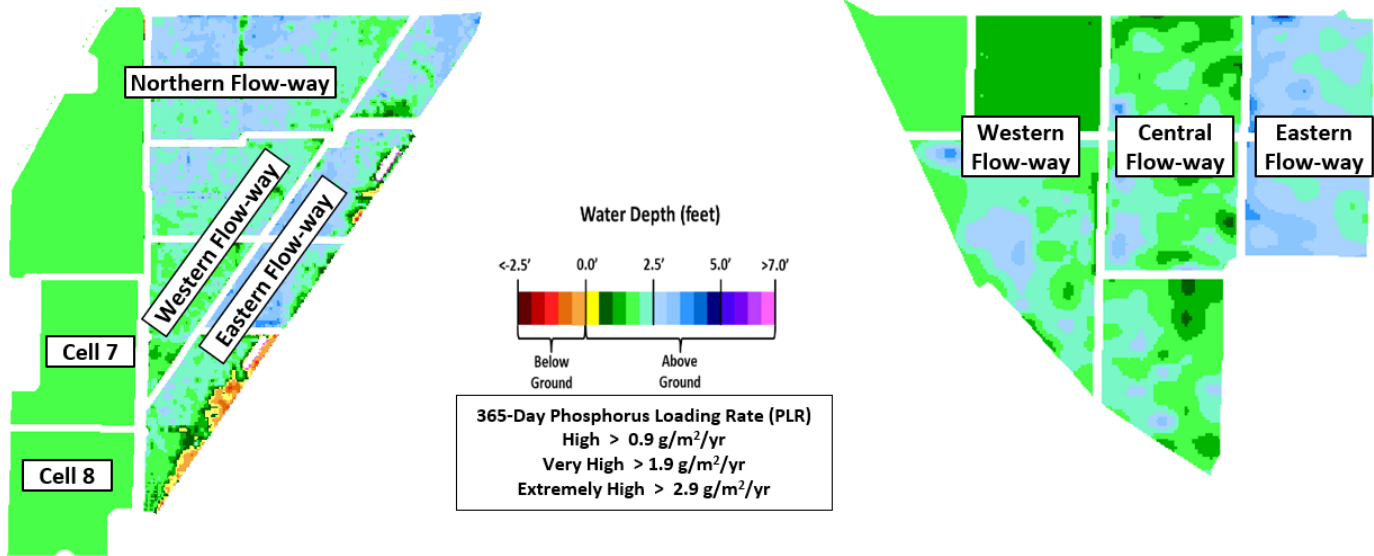 Northern Flow-way
Western Flow-way
Eastern Flow-way
Cell 7
Cell 8
Water Depth (feet)
<-2.5' 0.0' 2.5' 5.0' >7.0'
Below
Ground
Above
Ground
365-Day Phosphorus Loading Rate (PLR)
High > 0.9 g/m²/yr
Very High > 1.9 g/m²/yr
Extremely High > 2.9 g/m²/yr
Western
Flow-way
Central
Flow-way
Eastern
Flow-way